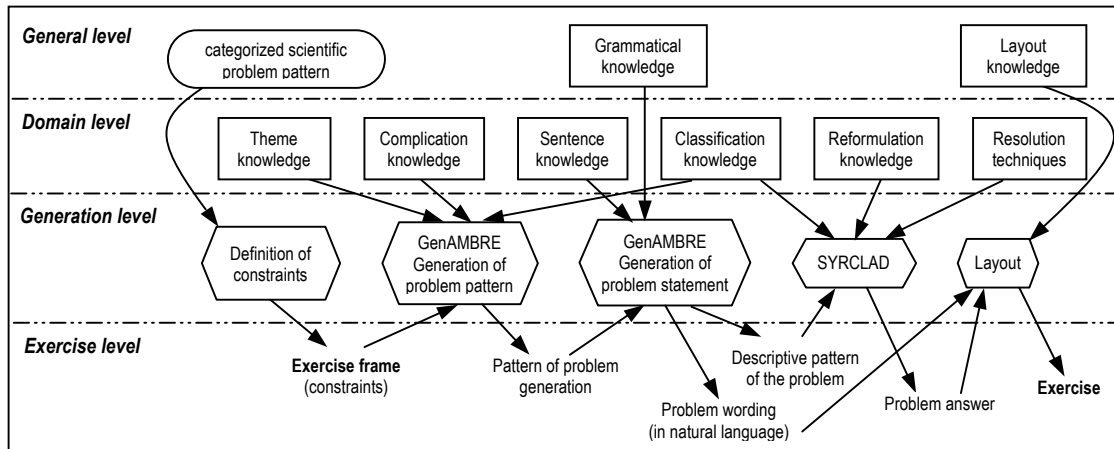 General level
categorized scientific
problem pattern
Grammatical
knowledge
Layout
knowledge
Domain level
Theme
knowledge
Complication
knowledge
Sentence
knowledge
Classification
knowledge
Reformulation
knowledge
Resolution
techniques
Generation level
Definition of
constraints
GenAMBRE
Generation of
problem pattern
GenAMBRE
Generation of
problem statement
SYRCLAD
Layout
Exercise level
Exercise frame
(constraints)
Pattern of problem
generation
Descriptive pattern
of the problem
Problem wording
(in natural language)
Problem answer
Exercise